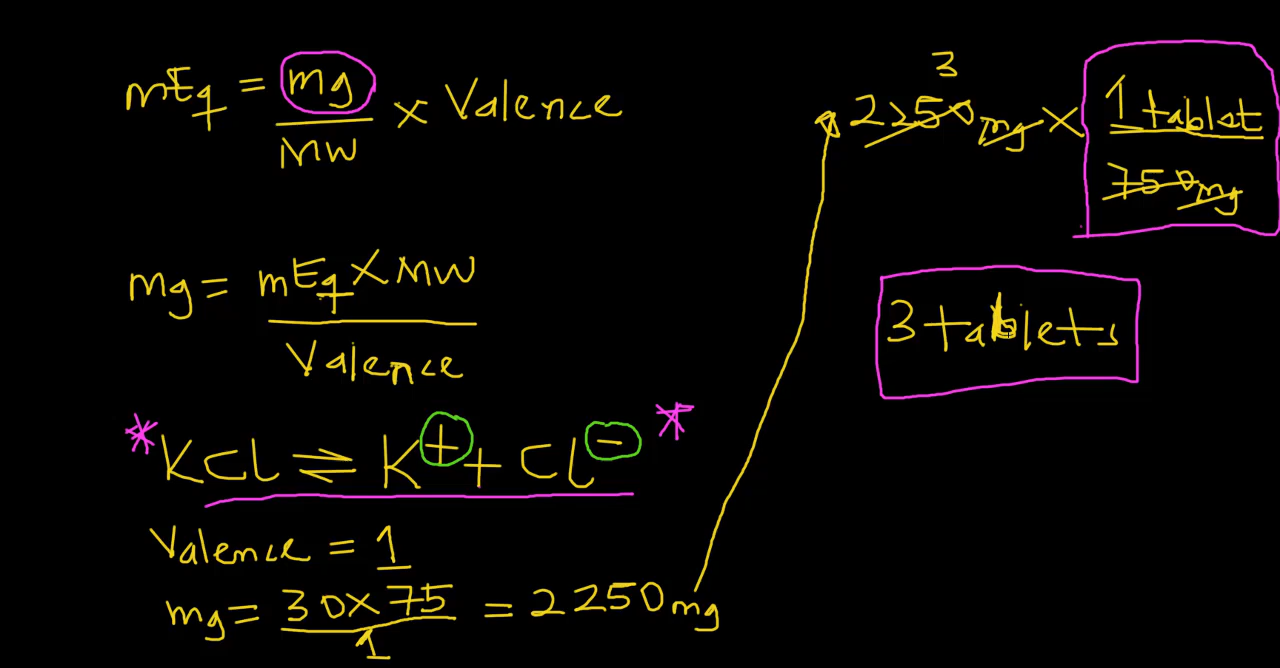 mEq = mg / MW × Valence
mg = mEq × MW / Valence
* KCl ⇌ K⁺ + Cl⁻ *
Valence = 1
mg = 30 × 75 / 1 = 2250 mg
3
2250 mg × 1 tablet / 750 mg
3 tablets